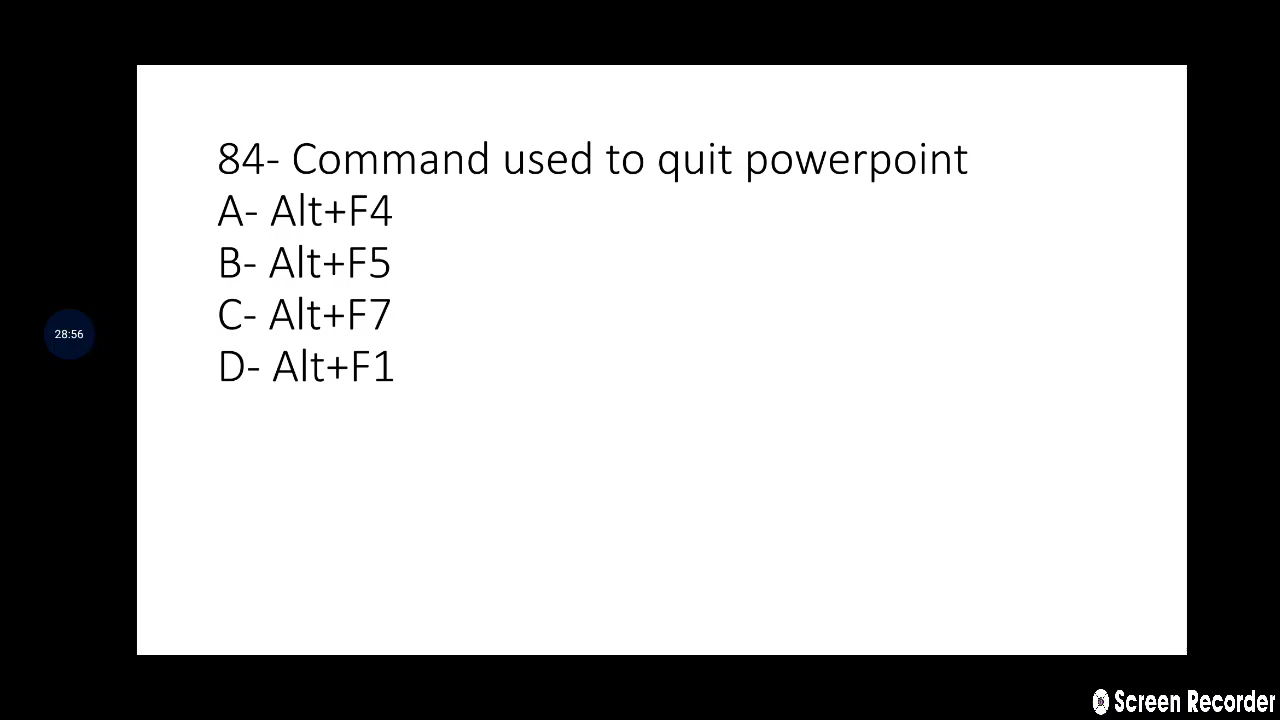 84- Command used to quit powerpoint
A- Alt+F4
B- Alt+F5
C- Alt+F7
D- Alt+F1
28:56
Screen Recorder